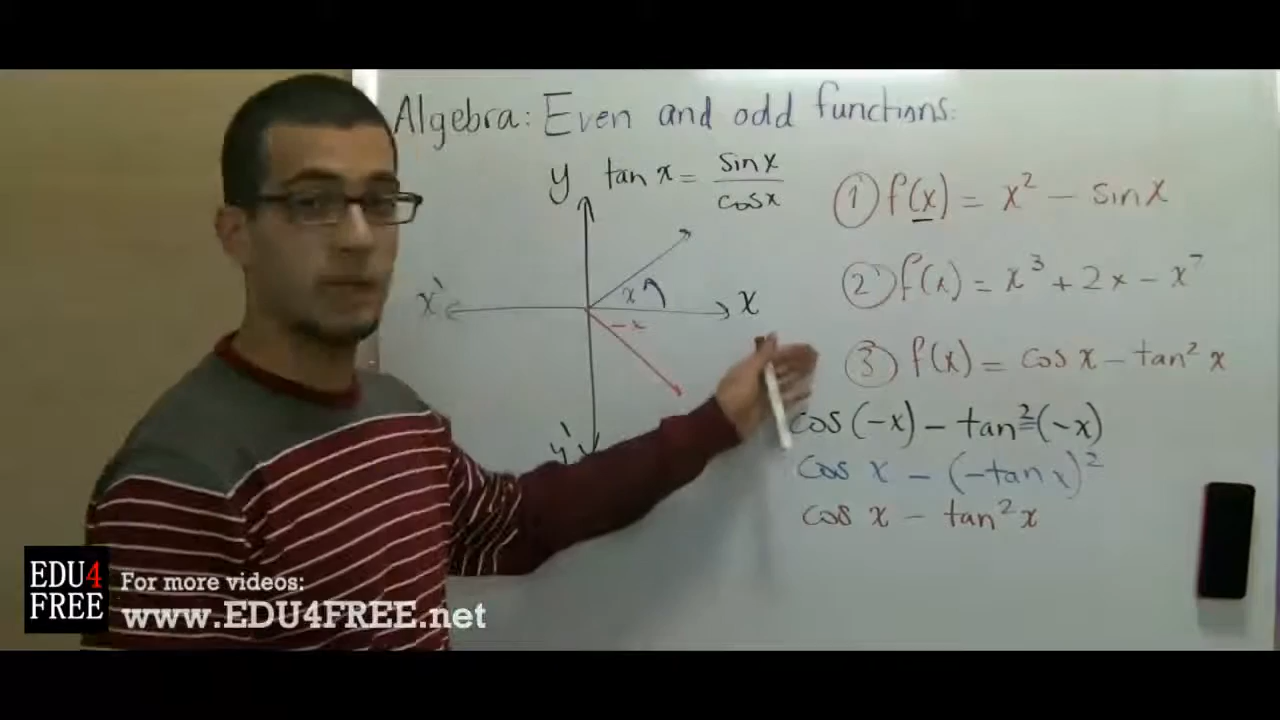 Algebra: Even and odd functions:
y tan x = sin x / cos x
x
-x
x`
x
y`
① f(x) = x² - sin x
② f(x) = x³ + 2x - x⁷
③ f(x) = cos x - tan² x
cos (-x) - tan² (-x)
cos x - (-tan x)²
cos x - tan² x
EDU4
FREE
For more videos:
www.EDU4FREE.net